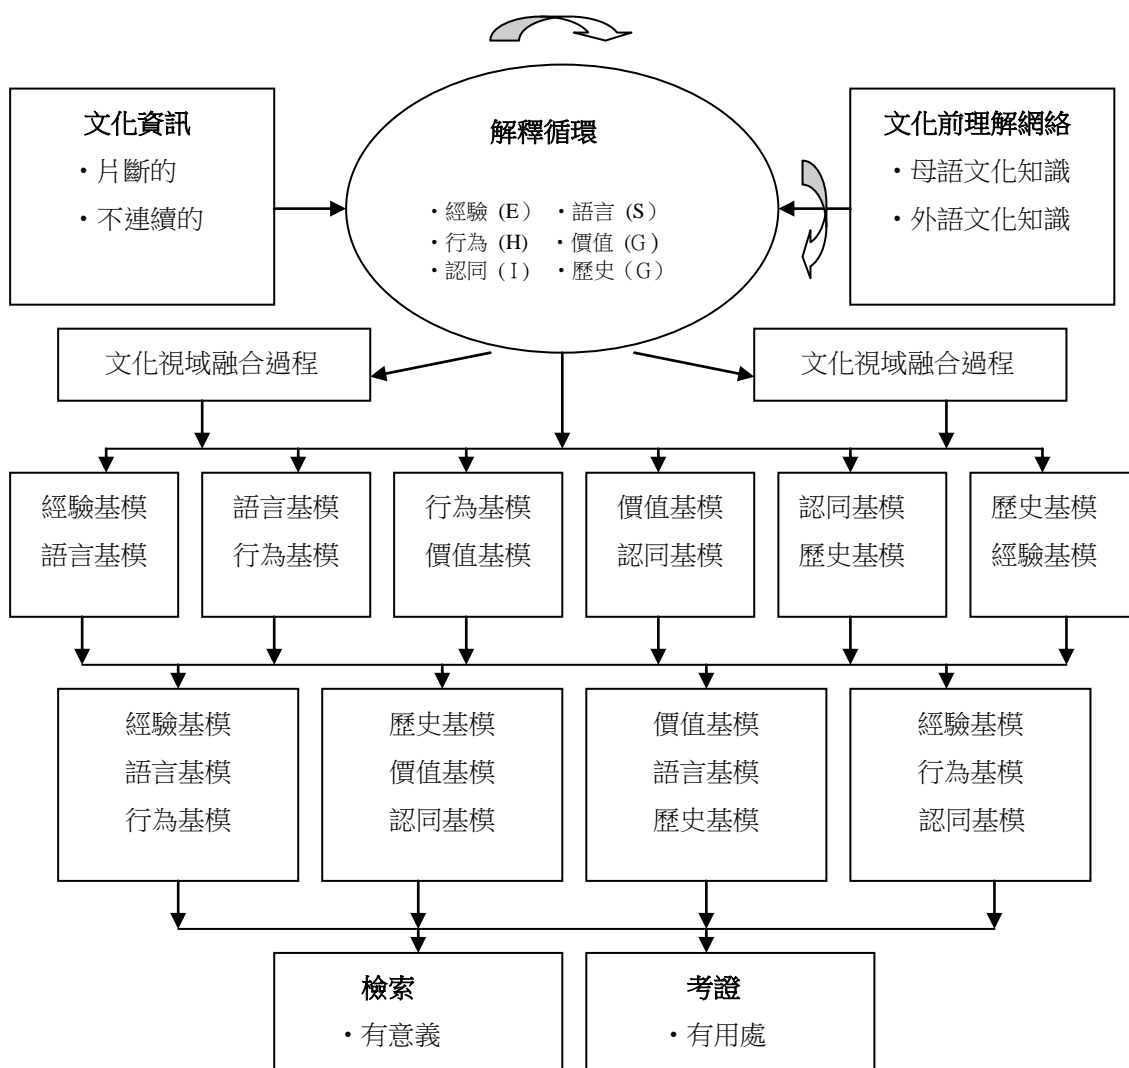 文化資訊
・片斷的
・不連續的
解釋循環
・經驗 (E) ・語言 (S)
・行為 (H) ・價值 (G)
・認同 (I) ・歷史 (G)
文化前理解網絡
・母語文化知識
・外語文化知識
文化視域融合過程
文化視域融合過程
經驗基模
語言基模
語言基模
行為基模
行為基模
價值基模
價值基模
認同基模
認同基模
歷史基模
歷史基模
經驗基模
經驗基模
語言基模
行為基模
歷史基模
價值基模
認同基模
價值基模
語言基模
歷史基模
經驗基模
行為基模
認同基模
檢索
・有意義
考證
・有用處